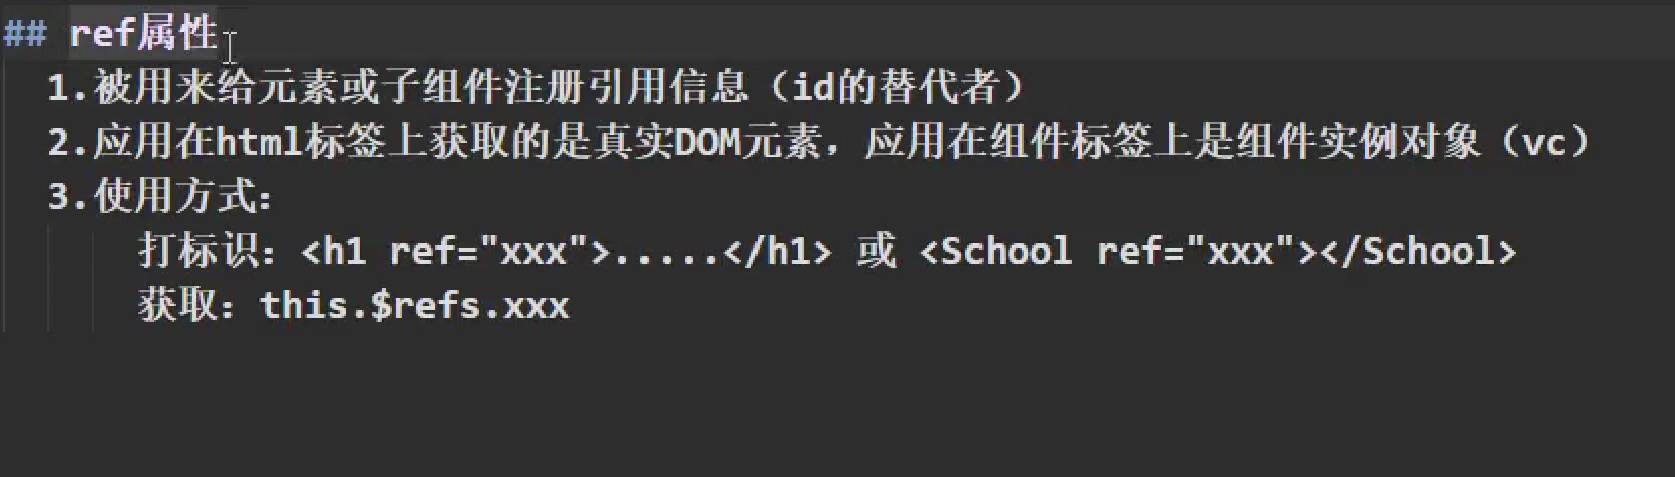 ## ref属性
1.被用来给元素或子组件注册引用信息（id的替代者）
2.应用在html标签上获取的是真实DOM元素，应用在组件标签上是组件实例对象（vc）
3.使用方式：
打标识：<h1 ref="xxx">.....</h1> 或 <School ref="xxx"></School>
获取：this.$refs.xxx